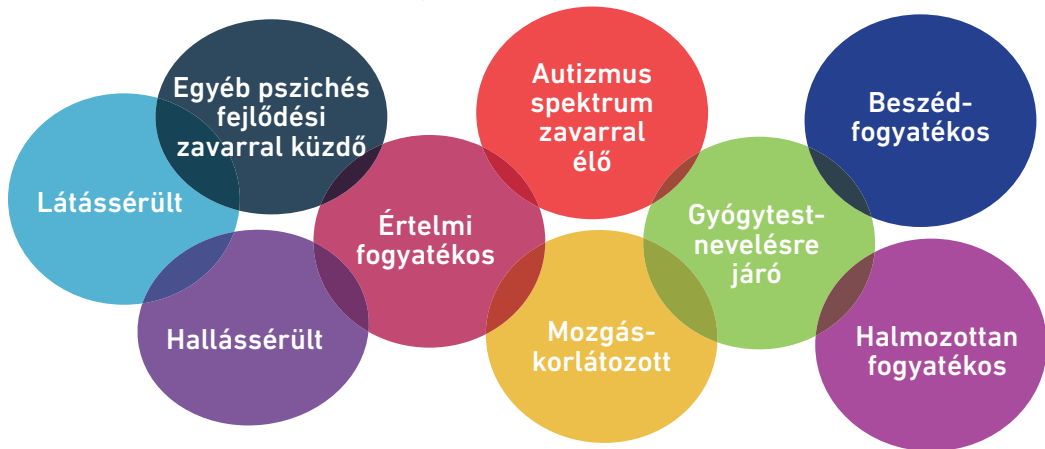 Egyéb pszichés
fejlődési
zavarral küzdő
Autizmus
spektrum
zavarral
élő
Beszéd-
fogyatékos
Látássérült
Értelmi
fogyatékos
Gyógytest-
nevelésre
járó
Hallássérült
Mozgás-
korlátozott
Halmozottan
fogyatékos